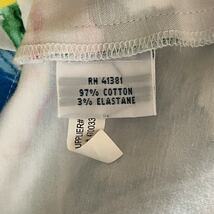 RN 41381
97% COTTON
3% ELASTANE